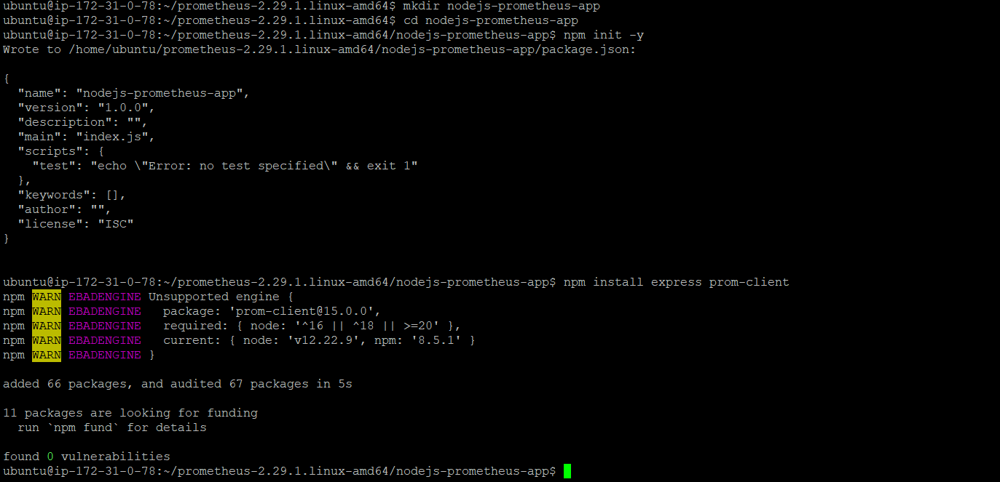 ubuntu@ip-172-31-0-78:~/prometheus-2.29.1.linux-amd64$ mkdir nodejs-prometheus-app
ubuntu@ip-172-31-0-78:~/prometheus-2.29.1.linux-amd64$ cd nodejs-prometheus-app
ubuntu@ip-172-31-0-78:~/prometheus-2.29.1.linux-amd64/nodejs-prometheus-app$ npm init -y
Wrote to /home/ubuntu/prometheus-2.29.1.linux-amd64/nodejs-prometheus-app/package.json:

{
  "name": "nodejs-prometheus-app",
  "version": "1.0.0",
  "description": "",
  "main": "index.js",
  "scripts": {
    "test": "echo \"Error: no test specified\" && exit 1"
  },
  "keywords": [],
  "author": "",
  "license": "ISC"
}

ubuntu@ip-172-31-0-78:~/prometheus-2.29.1.linux-amd64/nodejs-prometheus-app$ npm install express prom-client
npm WARN EBADENGINE Unsupported engine {
npm WARN EBADENGINE   package: 'prom-client@15.0.0',
npm WARN EBADENGINE   required: { node: '^16 || ^18 || >=20' },
npm WARN EBADENGINE   current: { node: 'v12.22.9', npm: '8.5.1' }
npm WARN EBADENGINE }

added 66 packages, and audited 67 packages in 5s

11 packages are looking for funding
  run `npm fund` for details

found 0 vulnerabilities
ubuntu@ip-172-31-0-78:~/prometheus-2.29.1.linux-amd64/nodejs-prometheus-app$